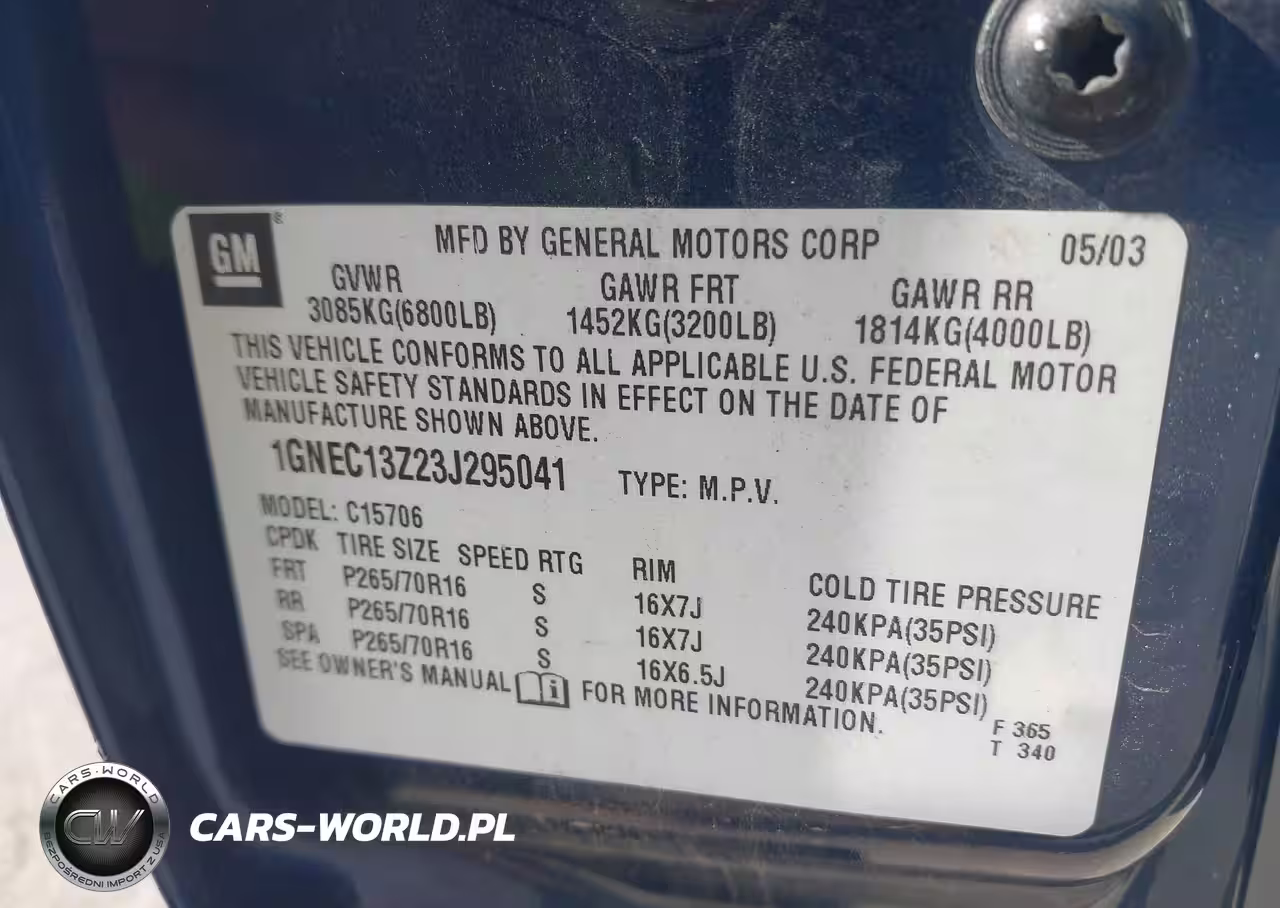 GM
®
MFD BY GENERAL MOTORS CORP 05/03
GVWR GAWR FRT GAWR RR
3085KG(6800LB) 1452KG(3200LB) 1814KG(4000LB)
THIS VEHICLE CONFORMS TO ALL APPLICABLE U.S. FEDERAL MOTOR
VEHICLE SAFETY STANDARDS IN EFFECT ON THE DATE OF
MANUFACTURE SHOWN ABOVE.
1GNEC13Z23J295041 TYPE: M.P.V.
MODEL: C15706
CPDK TIRE SIZE SPEED RTG RIM COLD TIRE PRESSURE
FRT P265/70R16 S 16X7J 240KPA(35PSI)
RR P265/70R16 S 16X7J 240KPA(35PSI)
SPA P265/70R16 S 16X6.5J 240KPA(35PSI)
SEE OWNER'S MANUAL i FOR MORE INFORMATION.
F 365
T 340
CARS-WORLD
CW
BEZPOŚREDNI IMPORT Z USA
CARS-WORLD.PL